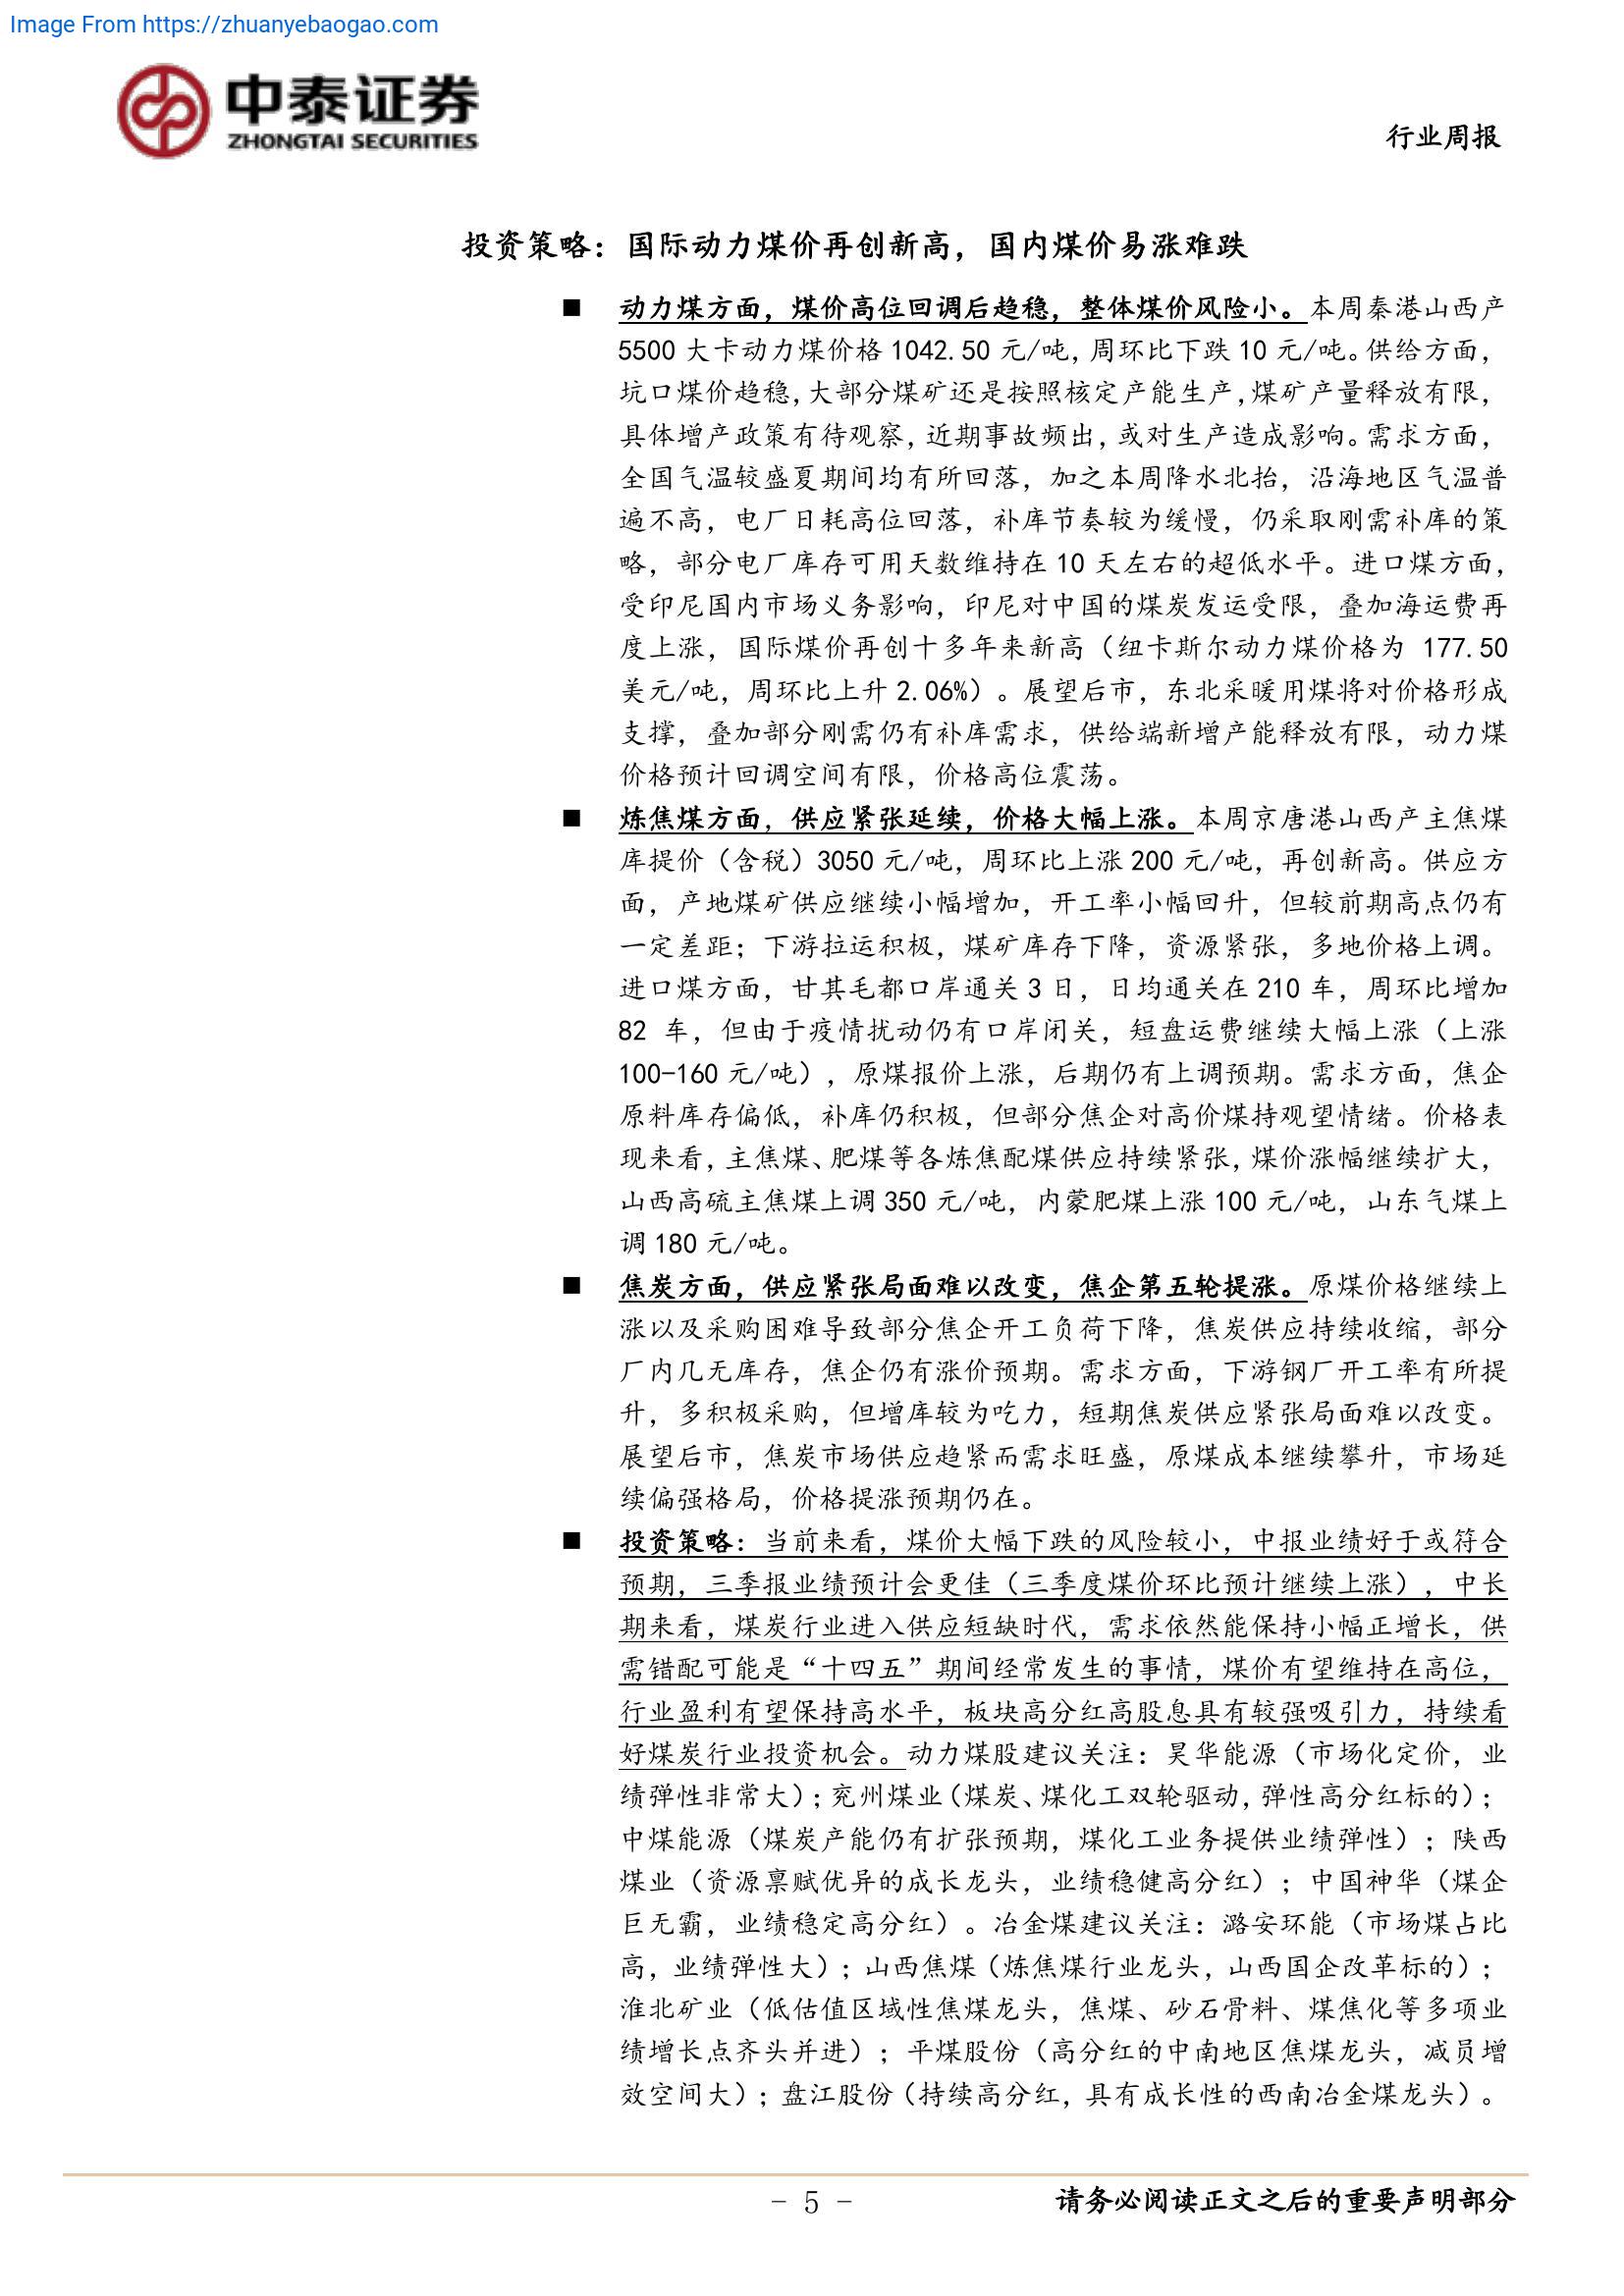 Image From https://zhuanyebaogao.com
中泰证券
ZHONGTAI SECURITIES
行业周报
投资策略：国际动力煤价再创新高，国内煤价易涨难跌
■ 动力煤方面，煤价高位回调后趋稳，整体煤价风险小。本周秦港山西产
5500 大卡动力煤价格 1042.50 元/吨，周环比下跌 10 元/吨。供给方面，
坑口煤价趋稳，大部分煤矿还是按照核定产能生产，煤矿产量释放有限，
具体增产政策有待观察，近期事故频出，或对生产造成影响。需求方面，
全国气温较盛夏期间均有所回落，加之本周降水北抬，沿海地区气温普
遍不高，电厂日耗高位回落，补库节奏较为缓慢，仍采取刚需补库的策
略，部分电厂库存可用天数维持在 10 天左右的超低水平。进口煤方面，
受印尼国内市场义务影响，印尼对中国的煤炭发运受限，叠加海运费再
度上涨，国际煤价再创十多年来新高（纽卡斯尔动力煤价格为 177.50
美元/吨，周环比上升 2.06%）。展望后市，东北采暖用煤将对价格形成
支撑，叠加部分刚需仍有补库需求，供给端新增产能释放有限，动力煤
价格预计回调空间有限，价格高位震荡。
■ 炼焦煤方面，供应紧张延续，价格大幅上涨。本周京唐港山西产主焦煤
库提价（含税）3050 元/吨，周环比上涨 200 元/吨，再创新高。供应方
面，产地煤矿供应继续小幅增加，开工率小幅回升，但较前期高点仍有
一定差距；下游拉运积极，煤矿库存下降，资源紧张，多地价格上调。
进口煤方面，甘其毛都口岸通关 3 日，日均通关在 210 车，周环比增加
82 车，但由于疫情扰动仍有口岸闭关，短盘运费继续大幅上涨（上涨
100-160 元/吨），原煤报价上涨，后期仍有上调预期。需求方面，焦企
原料库存偏低，补库仍积极，但部分焦企对高价煤持观望情绪。价格表
现来看，主焦煤、肥煤等各炼焦配煤供应持续紧张，煤价涨幅继续扩大，
山西高硫主焦煤上调 350 元/吨，内蒙肥煤上涨 100 元/吨，山东气煤上
调 180 元/吨。
■ 焦炭方面，供应紧张局面难以改变，焦企第五轮提涨。原煤价格继续上
涨以及采购困难导致部分焦企开工负荷下降，焦炭供应持续收缩，部分
厂内几无库存，焦企仍有涨价预期。需求方面，下游钢厂开工率有所提
升，多积极采购，但增库较为吃力，短期焦炭供应紧张局面难以改变。
展望后市，焦炭市场供应趋紧而需求旺盛，原煤成本继续攀升，市场延
续偏强格局，价格提涨预期仍在。
■ 投资策略：当前来看，煤价大幅下跌的风险较小，中报业绩好于或符合
预期，三季报业绩预计会更佳（三季度煤价环比预计继续上涨），中长
期来看，煤炭行业进入供应短缺时代，需求依然能保持小幅正增长，供
需错配可能是“十四五”期间经常发生的事情，煤价有望维持在高位，
行业盈利有望保持高水平，板块高分红高股息具有较强吸引力，持续看
好煤炭行业投资机会。动力煤股建议关注：昊华能源（市场化定价，业
绩弹性非常大）；兖州煤业（煤炭、煤化工双轮驱动，弹性高分红标的）；
中煤能源（煤炭产能仍有扩张预期，煤化工业务提供业绩弹性）；陕西
煤业（资源禀赋优异的成长龙头，业绩稳健高分红）；中国神华（煤企
巨无霸，业绩稳定高分红）。冶金煤建议关注：潞安环能（市场煤占比
高，业绩弹性大）；山西焦煤（炼焦煤行业龙头，山西国企改革标的）；
淮北矿业（低估值区域性焦煤龙头，焦煤、砂石骨料、煤焦化等多项业
绩增长点齐头并进）；平煤股份（高分红的中南地区焦煤龙头，减员增
效空间大）；盘江股份（持续高分红，具有成长性的西南冶金煤龙头）。
- 5 -
请务必阅读正文之后的重要声明部分